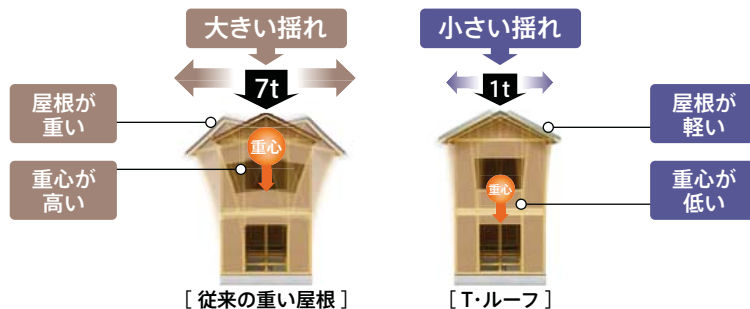 大きい揺れ
7t
屋根が
重い
重心
重心が
高い
[ 従来の重い屋根 ]
小さい揺れ
1t
屋根が
軽い
重心
重心が
低い
[ T・ルーフ ]